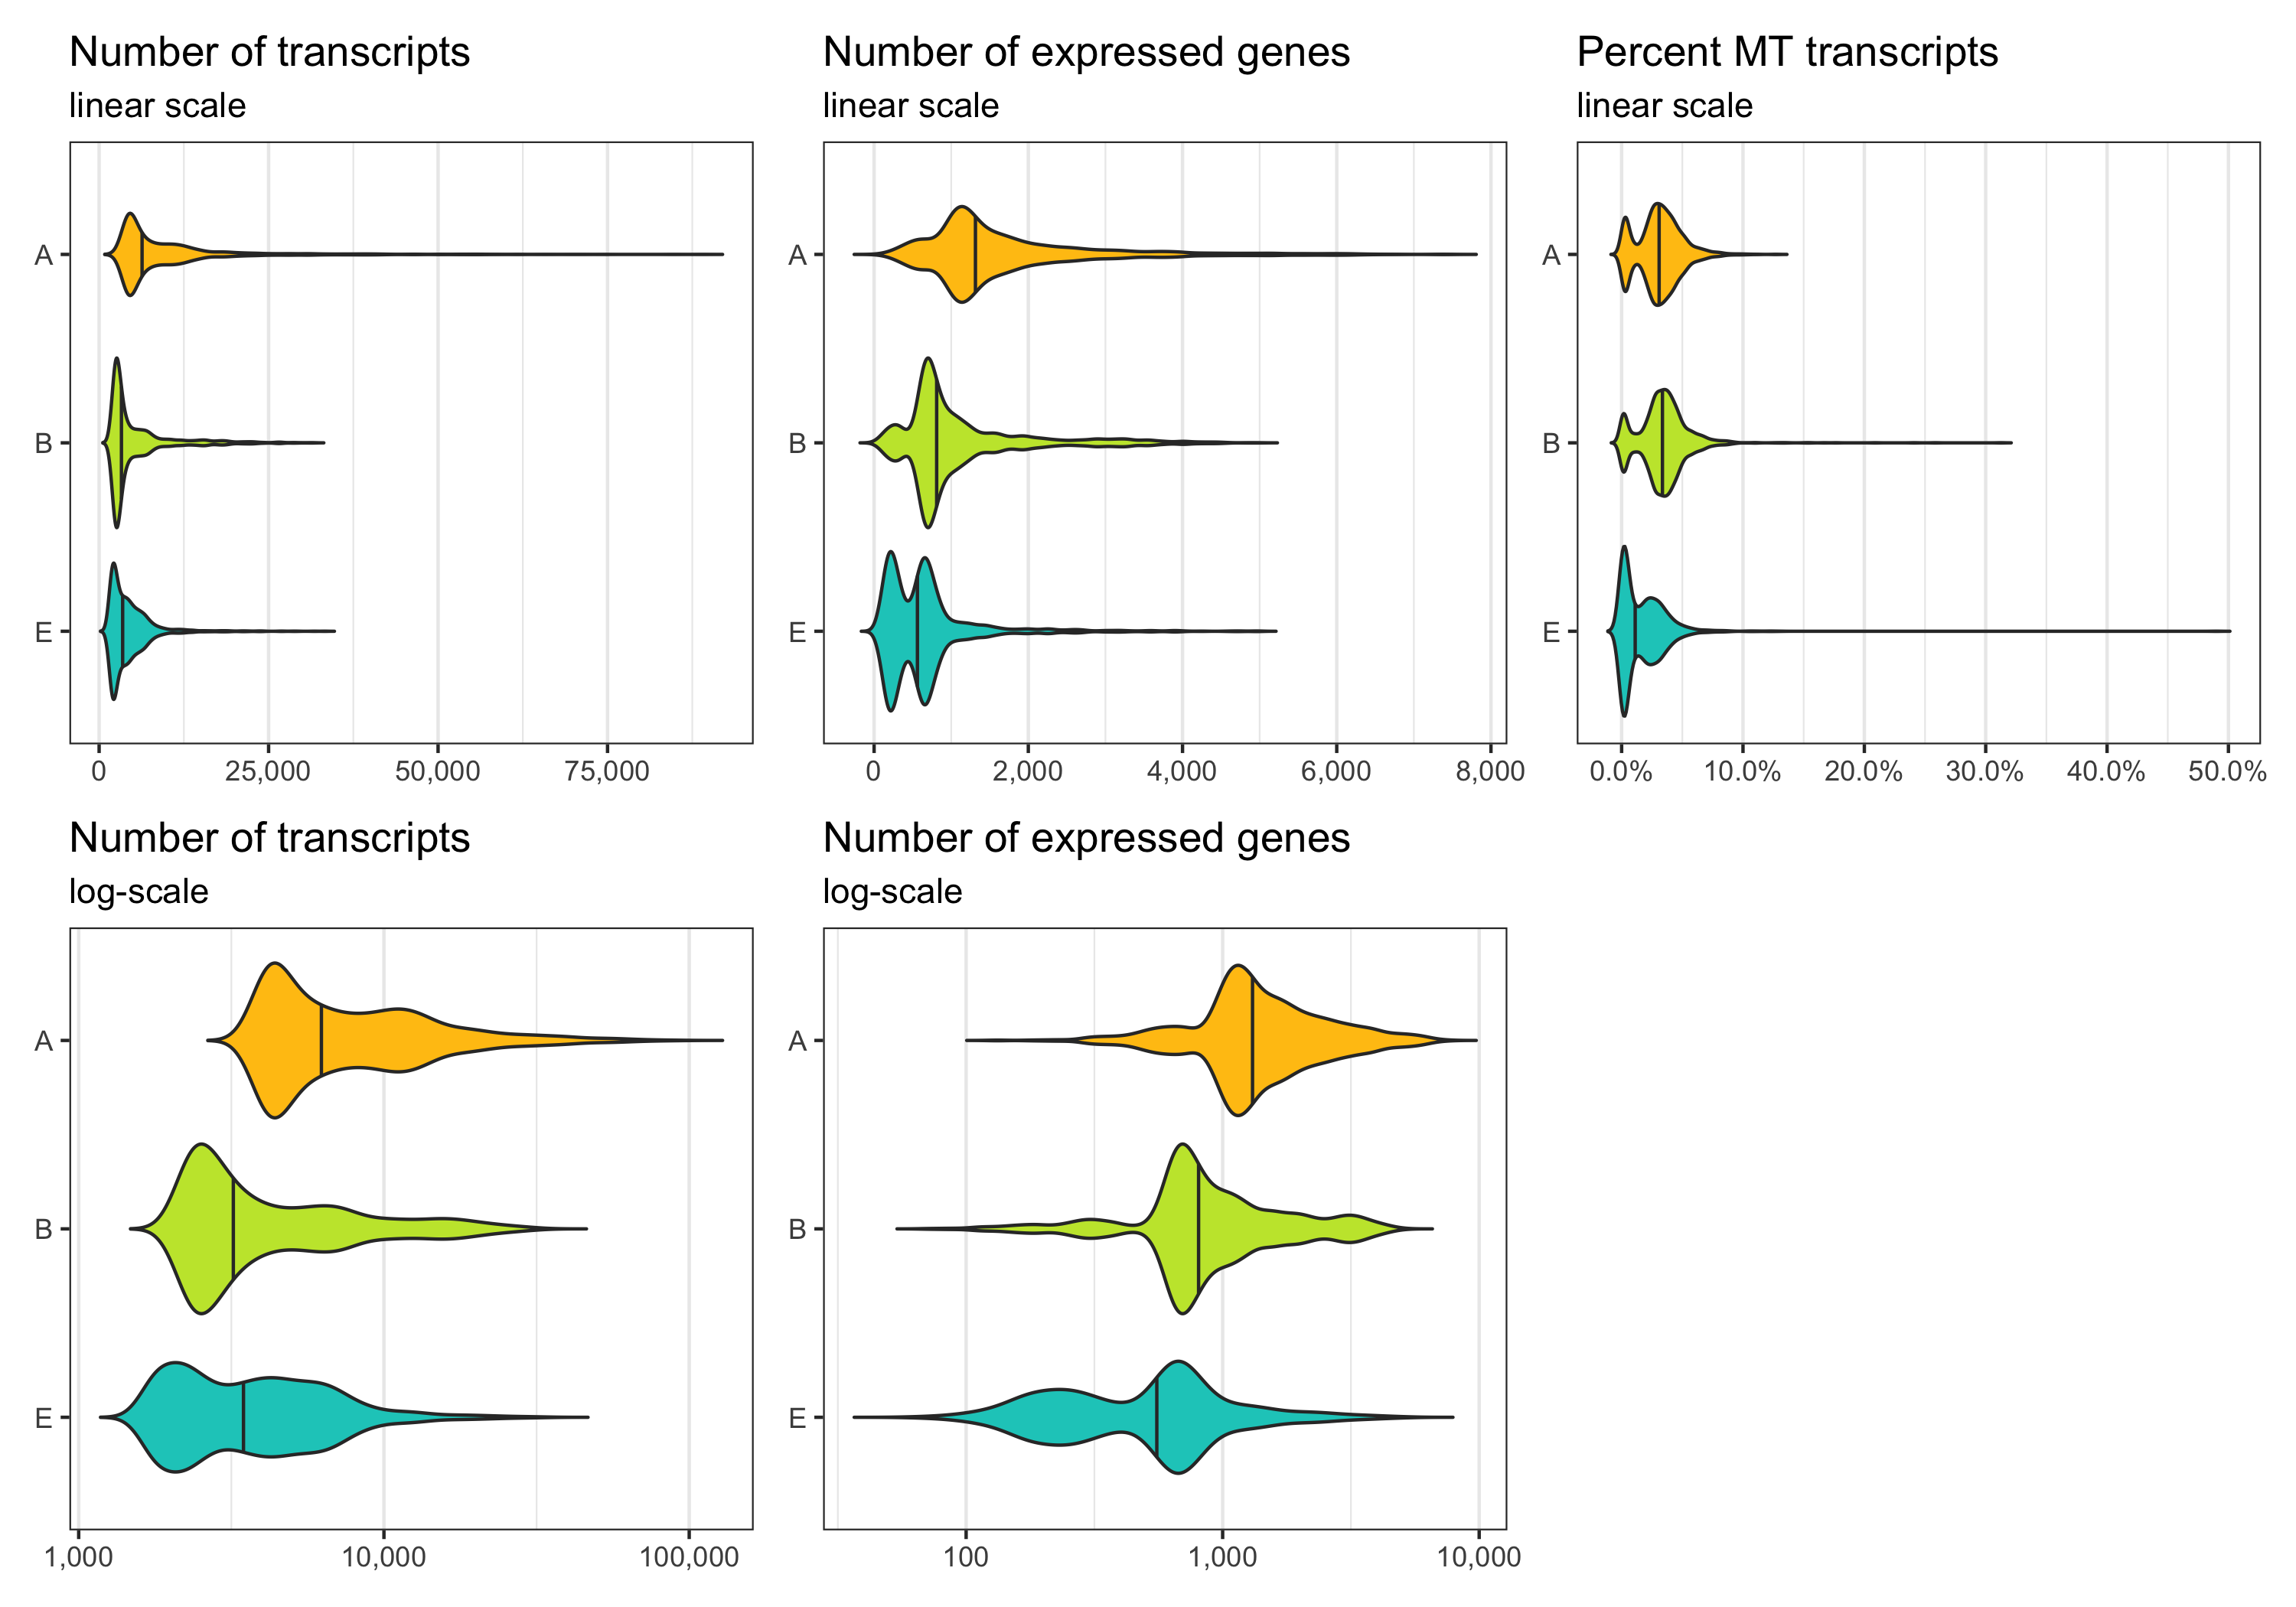 Number of transcripts
linear scale
A
B
E
0 25,000 50,000 75,000
Number of expressed genes
linear scale
A
B
E
0 2,000 4,000 6,000 8,000
Percent MT transcripts
linear scale
A
B
E
0.0% 10.0% 20.0% 30.0% 40.0% 50.0%
Number of transcripts
log-scale
A
B
E
1,000 10,000 100,000
Number of expressed genes
log-scale
A
B
E
100 1,000 10,000